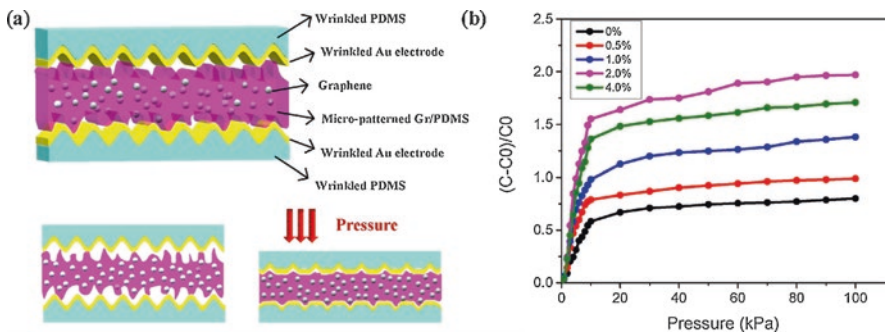 (a)
Wrinkled PDMS
Wrinkled Au electrode
Graphene
Micro-patterned Gr/PDMS
Wrinkled Au electrode
Wrinkled PDMS
Pressure
(b)
(C-C0)/C0
2.5
2.0
1.5
1.0
0.5
0.0
0%
0.5%
1.0%
2.0%
4.0%
0 20 40 60 80 100
Pressure (kPa)